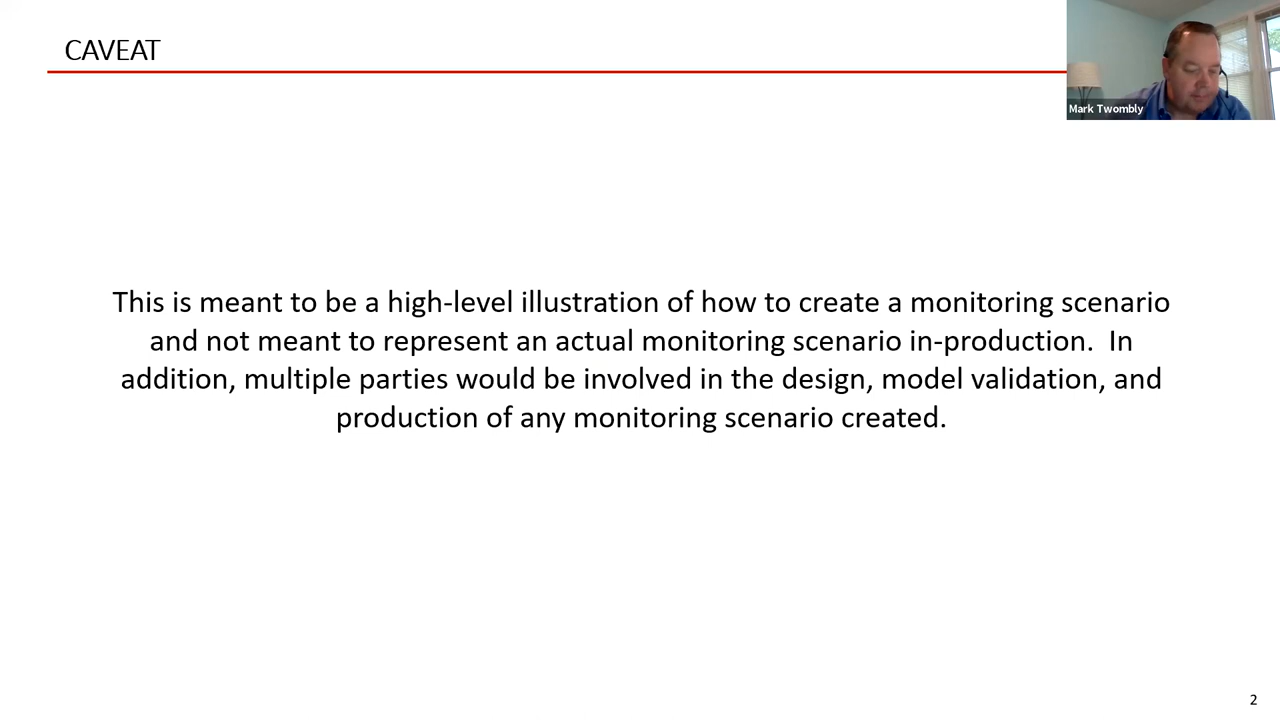 CAVEAT
Mark Twombly
This is meant to be a high-level illustration of how to create a monitoring scenario
and not meant to represent an actual monitoring scenario in-production.  In
addition, multiple parties would be involved in the design, model validation, and
production of any monitoring scenario created.
2